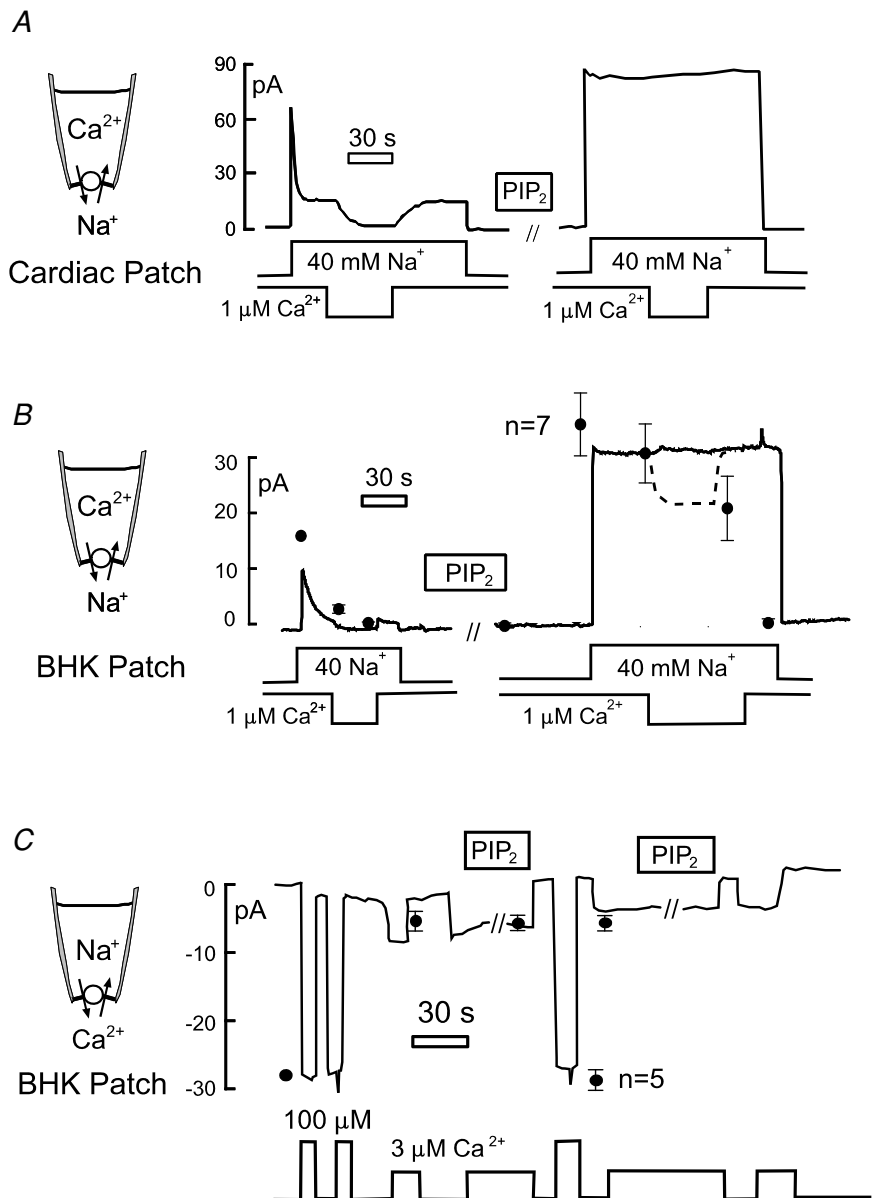 A
90
pA
60
30
0
30 s
Ca2+
Na+
Cardiac Patch
PIP2
//
40 mM Na+
40 mM Na+
1 µM Ca2+
1 µM Ca2+
B
n=7
30
pA
20
10
0
30 s
Ca2+
Na+
BHK Patch
PIP2
//
40 Na+
40 mM Na+
1 µM Ca2+
1 µM Ca2+
C
PIP2
PIP2
0
pA
-10
-20
-30
//
//
Na+
Ca2+
BHK Patch
30 s
n=5
100 µM
3 µM Ca2+